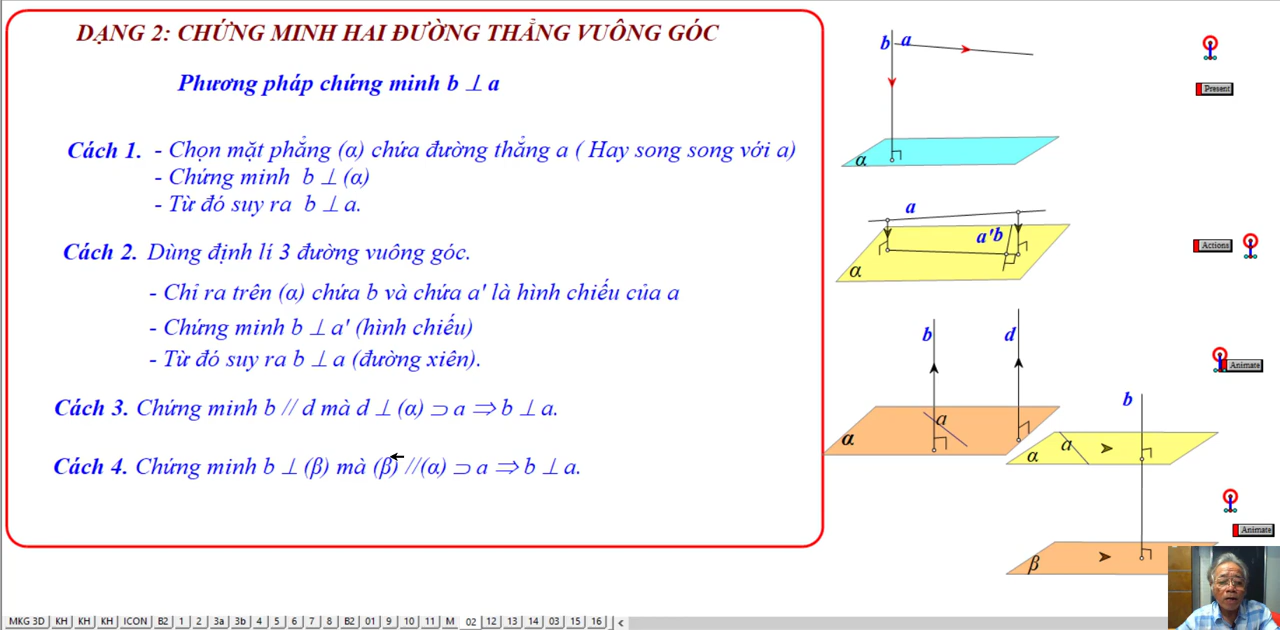 DẠNG 2: CHỨNG MINH HAI ĐƯỜNG THẲNG VUÔNG GÓC
Phương pháp chứng minh b ⊥ a
Cách 1. - Chọn mặt phẳng (α) chứa đường thẳng a ( Hay song song với a)
- Chứng minh b ⊥ (α)
- Từ đó suy ra b ⊥ a.
Cách 2. Dùng định lí 3 đường vuông góc.
- Chỉ ra trên (α) chứa b và chứa a' là hình chiếu của a
- Chứng minh b ⊥ a' (hình chiếu)
- Từ đó suy ra b ⊥ a (đường xiên).
Cách 3. Chứng minh b // d mà d ⊥ (α) ⊃ a ⇒ b ⊥ a.
Cách 4. Chứng minh b ⊥ (β) mà (β) //(α) ⊃ a ⇒ b ⊥ a.
b a
α
Present
a
a'b
α
Actions
b d
a
α
Animate
b
a
α
β
Animate
MKG 3D KH KH KH ICON B2 1 2 3a 3b 4 5 6 7 8 B2 01 9 10 11 M 02 12 13 14 03 15 16 <